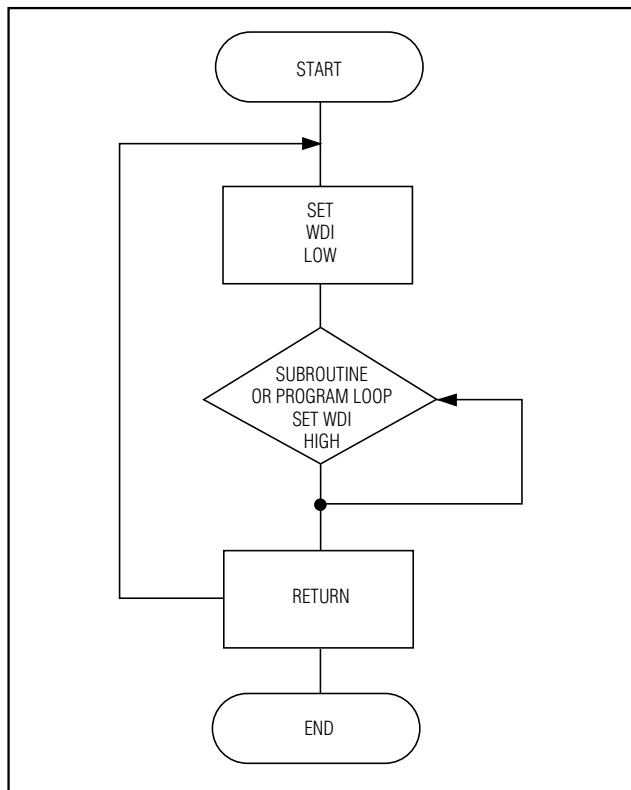 START
SET
WDI
LOW
SUBROUTINE
OR PROGRAM LOOP
SET WDI
HIGH
RETURN
END